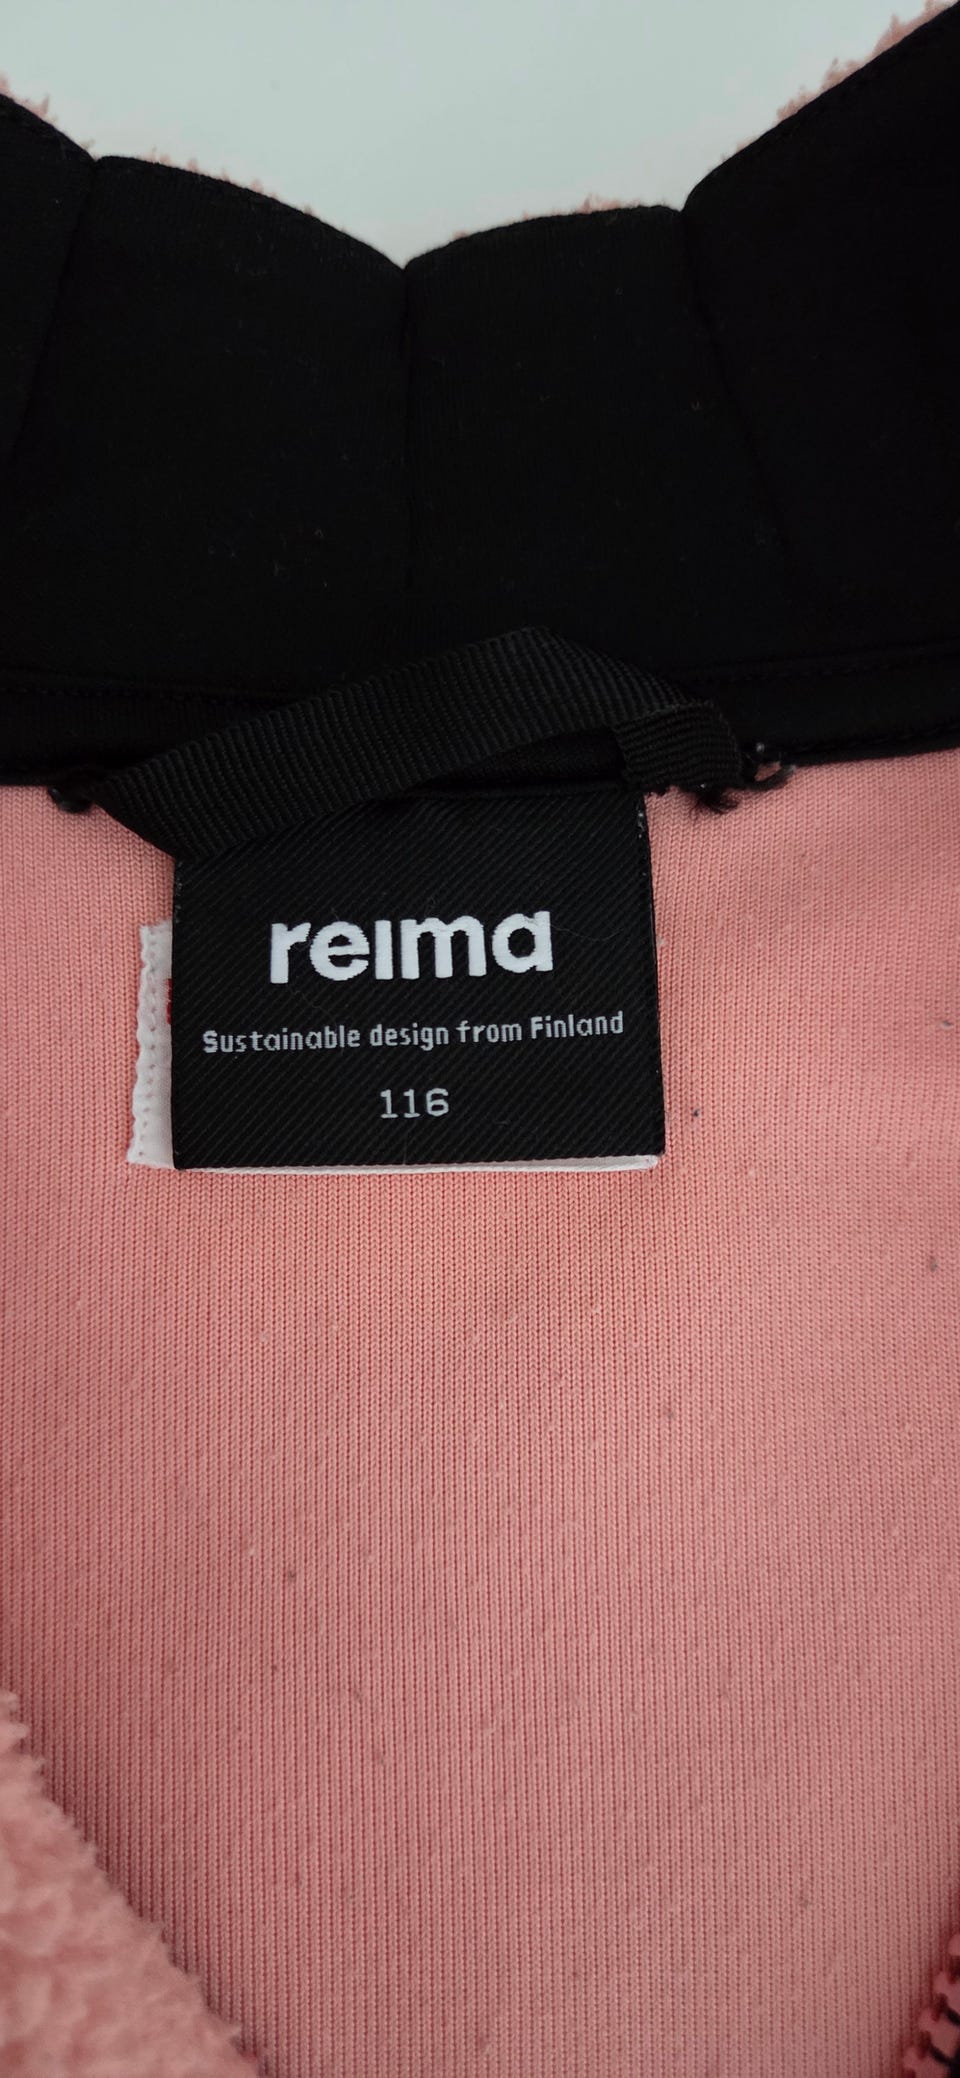 reima
Sustainable design from Finland
116